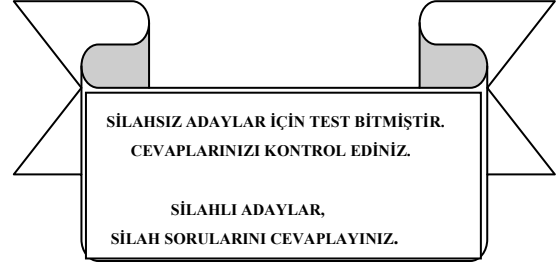 SİLAHSIZ ADAYLAR İÇİN TEST BİTMİŞTİR.
CEVAPLARINIZI KONTROL EDİNİZ.
SİLAHLI ADAYLAR,
SİLAH SORULARINI CEVAPLAYINIZ.